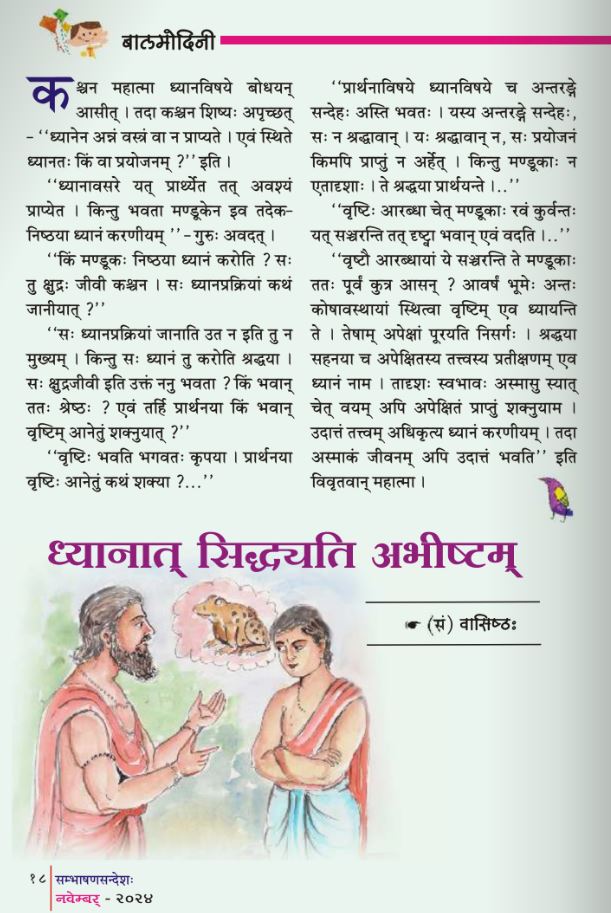 बालमोदिनी
कश्चन महात्मा ध्यानविषये बोधयन्
आसीत् । तदा कश्चन शिष्यः अपृच्छत्
– ‘‘ध्यानेन अन्नं वस्त्रं वा न प्राप्यते । एवं स्थिते
ध्यानतः किं वा प्रयोजनम् ?’’ इति ।
‘‘ध्यानावसरे यत् प्रार्थ्येत तत् अवश्यं
प्राप्येत । किन्तु भवता मण्डूकेन इव तदेक-
निष्ठया ध्यानं करणीयम् ’’ – गुरुः अवदत् ।
‘‘किं मण्डूकः निष्ठया ध्यानं करोति ? सः
तु क्षुद्रः जीवी कश्चन । सः ध्यानप्रक्रियां कथं
जानीयात् ?’’
‘‘सः ध्यानप्रक्रियां जानाति उत न इति तु न
मुख्यम् । किन्तु सः ध्यानं तु करोति श्रद्धया ।
सः क्षुद्रजीवी इति उक्तं ननु भवता ? किं भवान्
ततः श्रेष्ठः ? एवं तर्हि प्रार्थनया किं भवान्
वृष्टिम् आनेतुं शक्नुयात् ?’’
‘‘वृष्टिः भवति भगवतः कृपया । प्रार्थनया
वृष्टिः आनेतुं कथं शक्या ?...’’
‘‘प्रार्थनाविषये ध्यानविषये च अन्तरङ्गे
सन्देहः अस्ति भवतः । यस्य अन्तरङ्गे सन्देहः,
सः न श्रद्धावान् । यः श्रद्धावान् न, सः प्रयोजनं
किमपि प्राप्तुं न अर्हेत् । किन्तु मण्डूकाः न
एतादृशाः । ते श्रद्धया प्रार्थयन्ते ।..’’
‘‘वृष्टिः आरब्धा चेत् मण्डूकाः रवं कुर्वन्तः
यत् सञ्चरन्ति तत् दृष्ट्वा भवान् एवं वदति ।..’’
‘‘वृष्टौ आरब्धायां ये सञ्चरन्ति ते मण्डूकाः
ततः पूर्वं कुत्र आसन् ? आवर्षं भूमेः अन्तः
कोषावस्थायां स्थित्वा वृष्टिम् एव ध्यायन्ति
ते । तेषाम् अपेक्षां पूरयति निसर्गः । श्रद्धया
सहनया च अपेक्षितस्य तत्त्वस्य प्रतीक्षणम् एव
ध्यानं नाम । तादृशः स्वभावः अस्मासु स्यात्
चेत् वयम् अपि अपेक्षितं प्राप्तुं शक्नुयाम ।
उदात्तं तत्त्वम् अधिकृत्य ध्यानं करणीयम् । तदा
अस्माकं जीवनम् अपि उदात्तं भवति’’ इति
विवृतवान् महात्मा ।
ध्यानात् सिद्ध्यति अभीष्टम्
☛ (सं) वासिष्ठः
१८ सम्भाषणसन्देशः
नवेम्बर् - २०२४